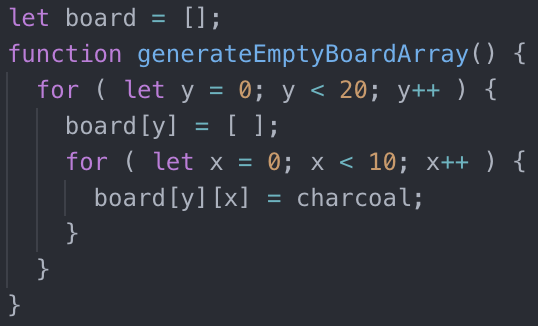 let board = [];
function generateEmptyBoardArray() {
  for ( let y = 0; y < 20; y++ ) {
    board[y] = [ ];
    for ( let x = 0; x < 10; x++ ) {
      board[y][x] = charcoal;
    }
  }
}